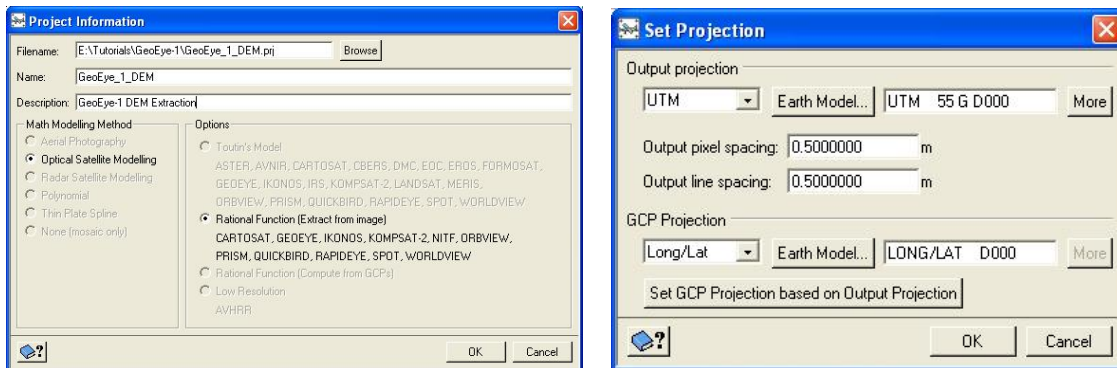 Project Information
Filename: E:\Tutorials\GeoEye-1\GeoEye_1_DEM.prj Browse
Name: GeoEye_1_DEM
Description: GeoEye-1 DEM Extraction
Math Modelling Method
Aerial Photography
Optical Satellite Modelling
Radar Satellite Modelling
Polynomial
Thin Plate Spline
None (mosaic only)
Options
Toutin's Model
ASTER, AVNIR, CARTOSAT, CBERS, DMC, EOC, EROS, FORMOSAT,
GEOEYE, IKONOS, IRS, KOMPSAT-2, LANDSAT, MERIS,
ORBVIEW, PRISM, QUICKBIRD, RAPIDEYE, SPOT, WORLDVIEW
Rational Function (Extract from image)
CARTOSAT, GEOEYE, IKONOS, KOMPSAT-2, NITF, ORBVIEW,
PRISM, QUICKBIRD, RAPIDEYE, SPOT, WORLDVIEW
Rational Function (Compute from GCPs)
Low Resolution
AVHRR
? OK Cancel
Set Projection
Output projection
UTM Earth Model... UTM 55 G D000 More
Output pixel spacing: 0.5000000 m
Output line spacing: 0.5000000 m
GCP Projection
Long/Lat Earth Model... LONG/LAT D000 More
Set GCP Projection based on Output Projection
? OK Cancel